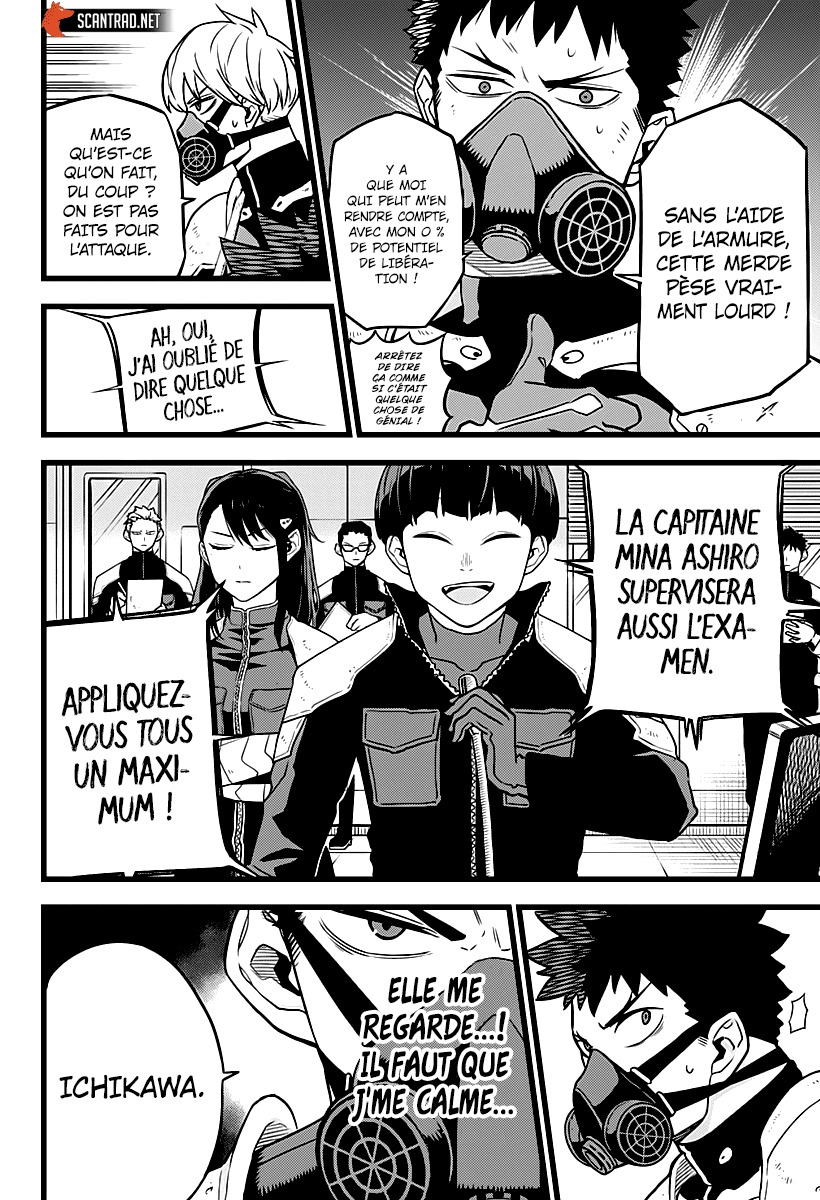 SCANTRAD.NET
SANS L'AIDE
DE L'ARMURE,
CETTE MERDE
PÈSE VRAI-
MENT LOURD !
Y A
QUE MOI
QUI PEUT M'EN
RENDRE COMPTE,
AVEC MON 0 %
DE POTENTIEL
DE LIBÉRA-
TION !
ARRÊTEZ
DE DIRE
ÇA COMME
SI C'ÉTAIT
QUELQUE
CHOSE DE
GÉNIAL !
MAIS
QU'EST-CE
QU'ON FAIT,
DU COUP ?
ON EST PAS
FAITS POUR
L'ATTAQUE.
AH, OUI,
J'AI OUBLIÉ DE
DIRE QUELQUE
CHOSE...
LA CAPITAINE
MINA ASHIRO
SUPERVISERA
AUSSI L'EXA-
MEN.
APPLIQUEZ-
VOUS TOUS
UN MAXI-
MUM !
ELLE ME
REGARDE...!
IL FAUT QUE
J'ME CALME...
ICHIKAWA.